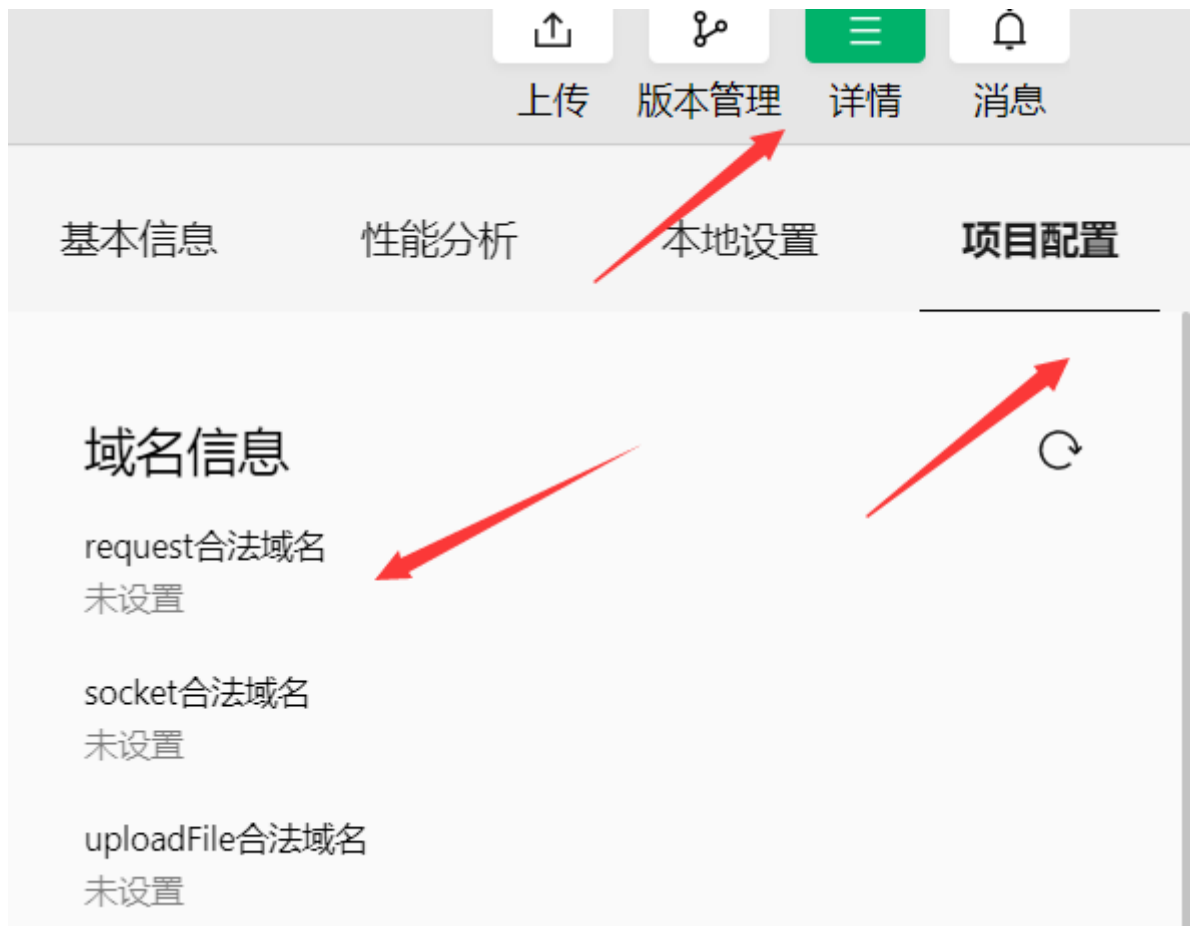 上传 版本管理 详情 消息
基本信息 性能分析 本地设置 项目配置
域名信息
request合法域名
未设置
socket合法域名
未设置
uploadFile合法域名
未设置